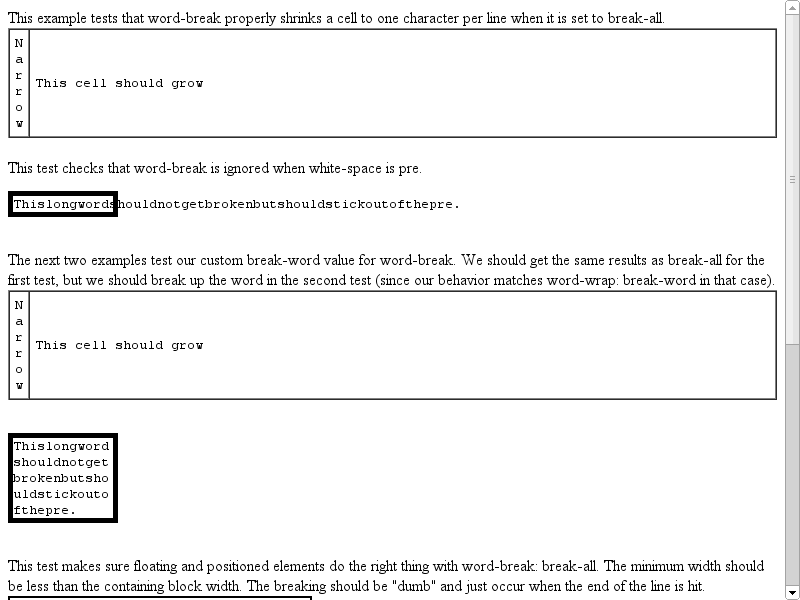 This example tests that word-break properly shrinks a cell to one character per line when it is set to break-all.
N
a
r
r
o
w
This cell should grow
This test checks that word-break is ignored when white-space is pre.
Thislongwordshouldnotgetbrokenbutshouldstickoutofthepre.
The next two examples test our custom break-word value for word-break. We should get the same results as break-all for the
first test, but we should break up the word in the second test (since our behavior matches word-wrap: break-word in that case).
N
a
r
r
o
w
This cell should grow
Thislongword
shouldnotget
brokenbutsho
uldstickouto
fthepre.
This test makes sure floating and positioned elements do the right thing with word-break: break-all. The minimum width should
be less than the containing block width. The breaking should be "dumb" and just occur when the end of the line is hit.